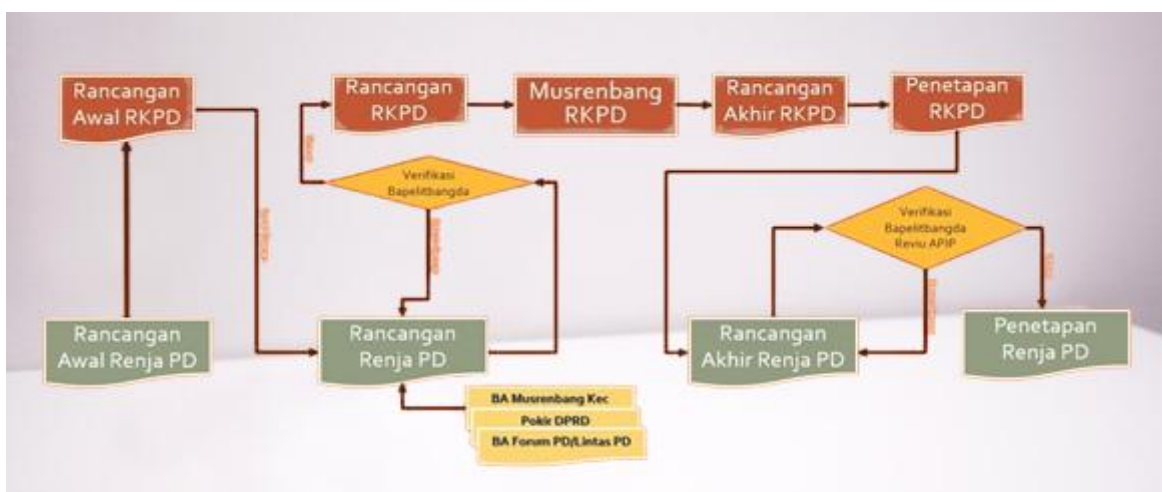 Rancangan
Awal RKPD
Rancangan
RKPD
Musrenbang
RKPD
Rancangan
Akhir RKPD
Penetapan
RKPD
Verifikasi
Bapelitbangda
Verifikasi
Bapelitbangda
Reviu APIP
Rancangan
Awal Renja PD
Rancangan
Renja PD
Rancangan
Akhir Renja PD
Penetapan
Renja PD
BA Musrenbang Kec
Pokir DPRD
BA Forum PD/Lintas PD